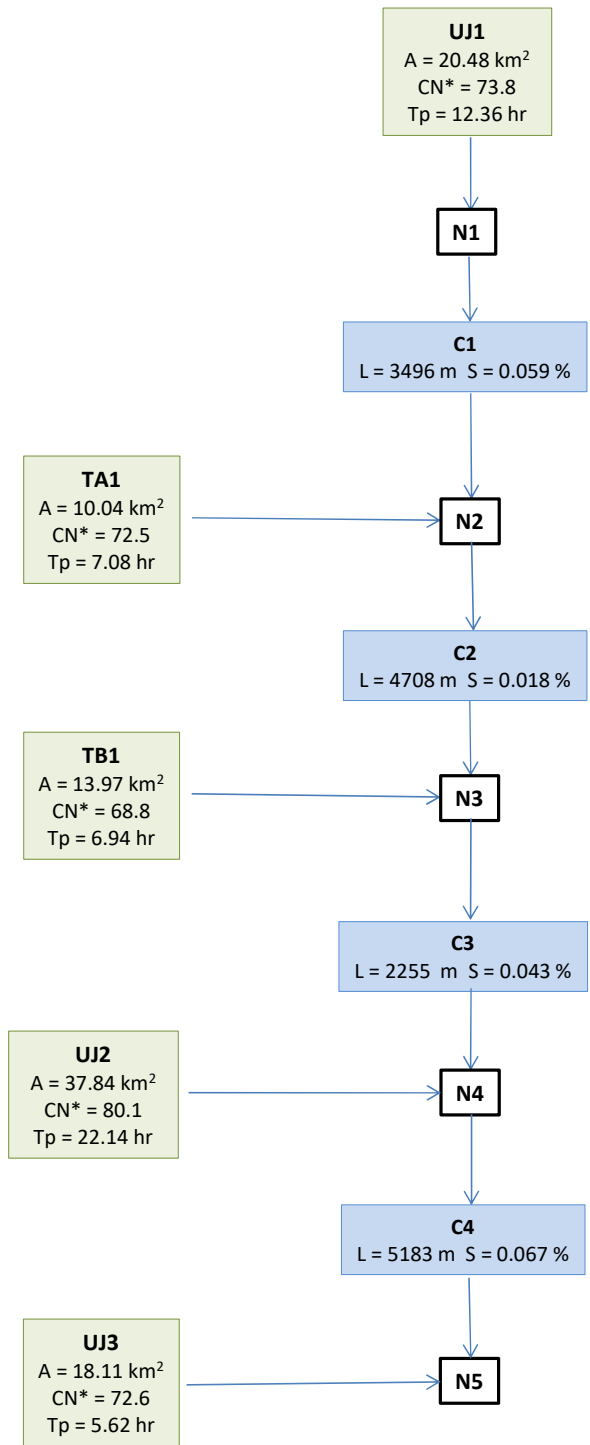 UJ1
A = 20.48 km²
CN* = 73.8
Tp = 12.36 hr
N1
C1
L = 3496 m S = 0.059 %
TA1
A = 10.04 km²
CN* = 72.5
Tp = 7.08 hr
N2
C2
L = 4708 m S = 0.018 %
TB1
A = 13.97 km²
CN* = 68.8
Tp = 6.94 hr
N3
C3
L = 2255 m S = 0.043 %
UJ2
A = 37.84 km²
CN* = 80.1
Tp = 22.14 hr
N4
C4
L = 5183 m S = 0.067 %
UJ3
A = 18.11 km²
CN* = 72.6
Tp = 5.62 hr
N5